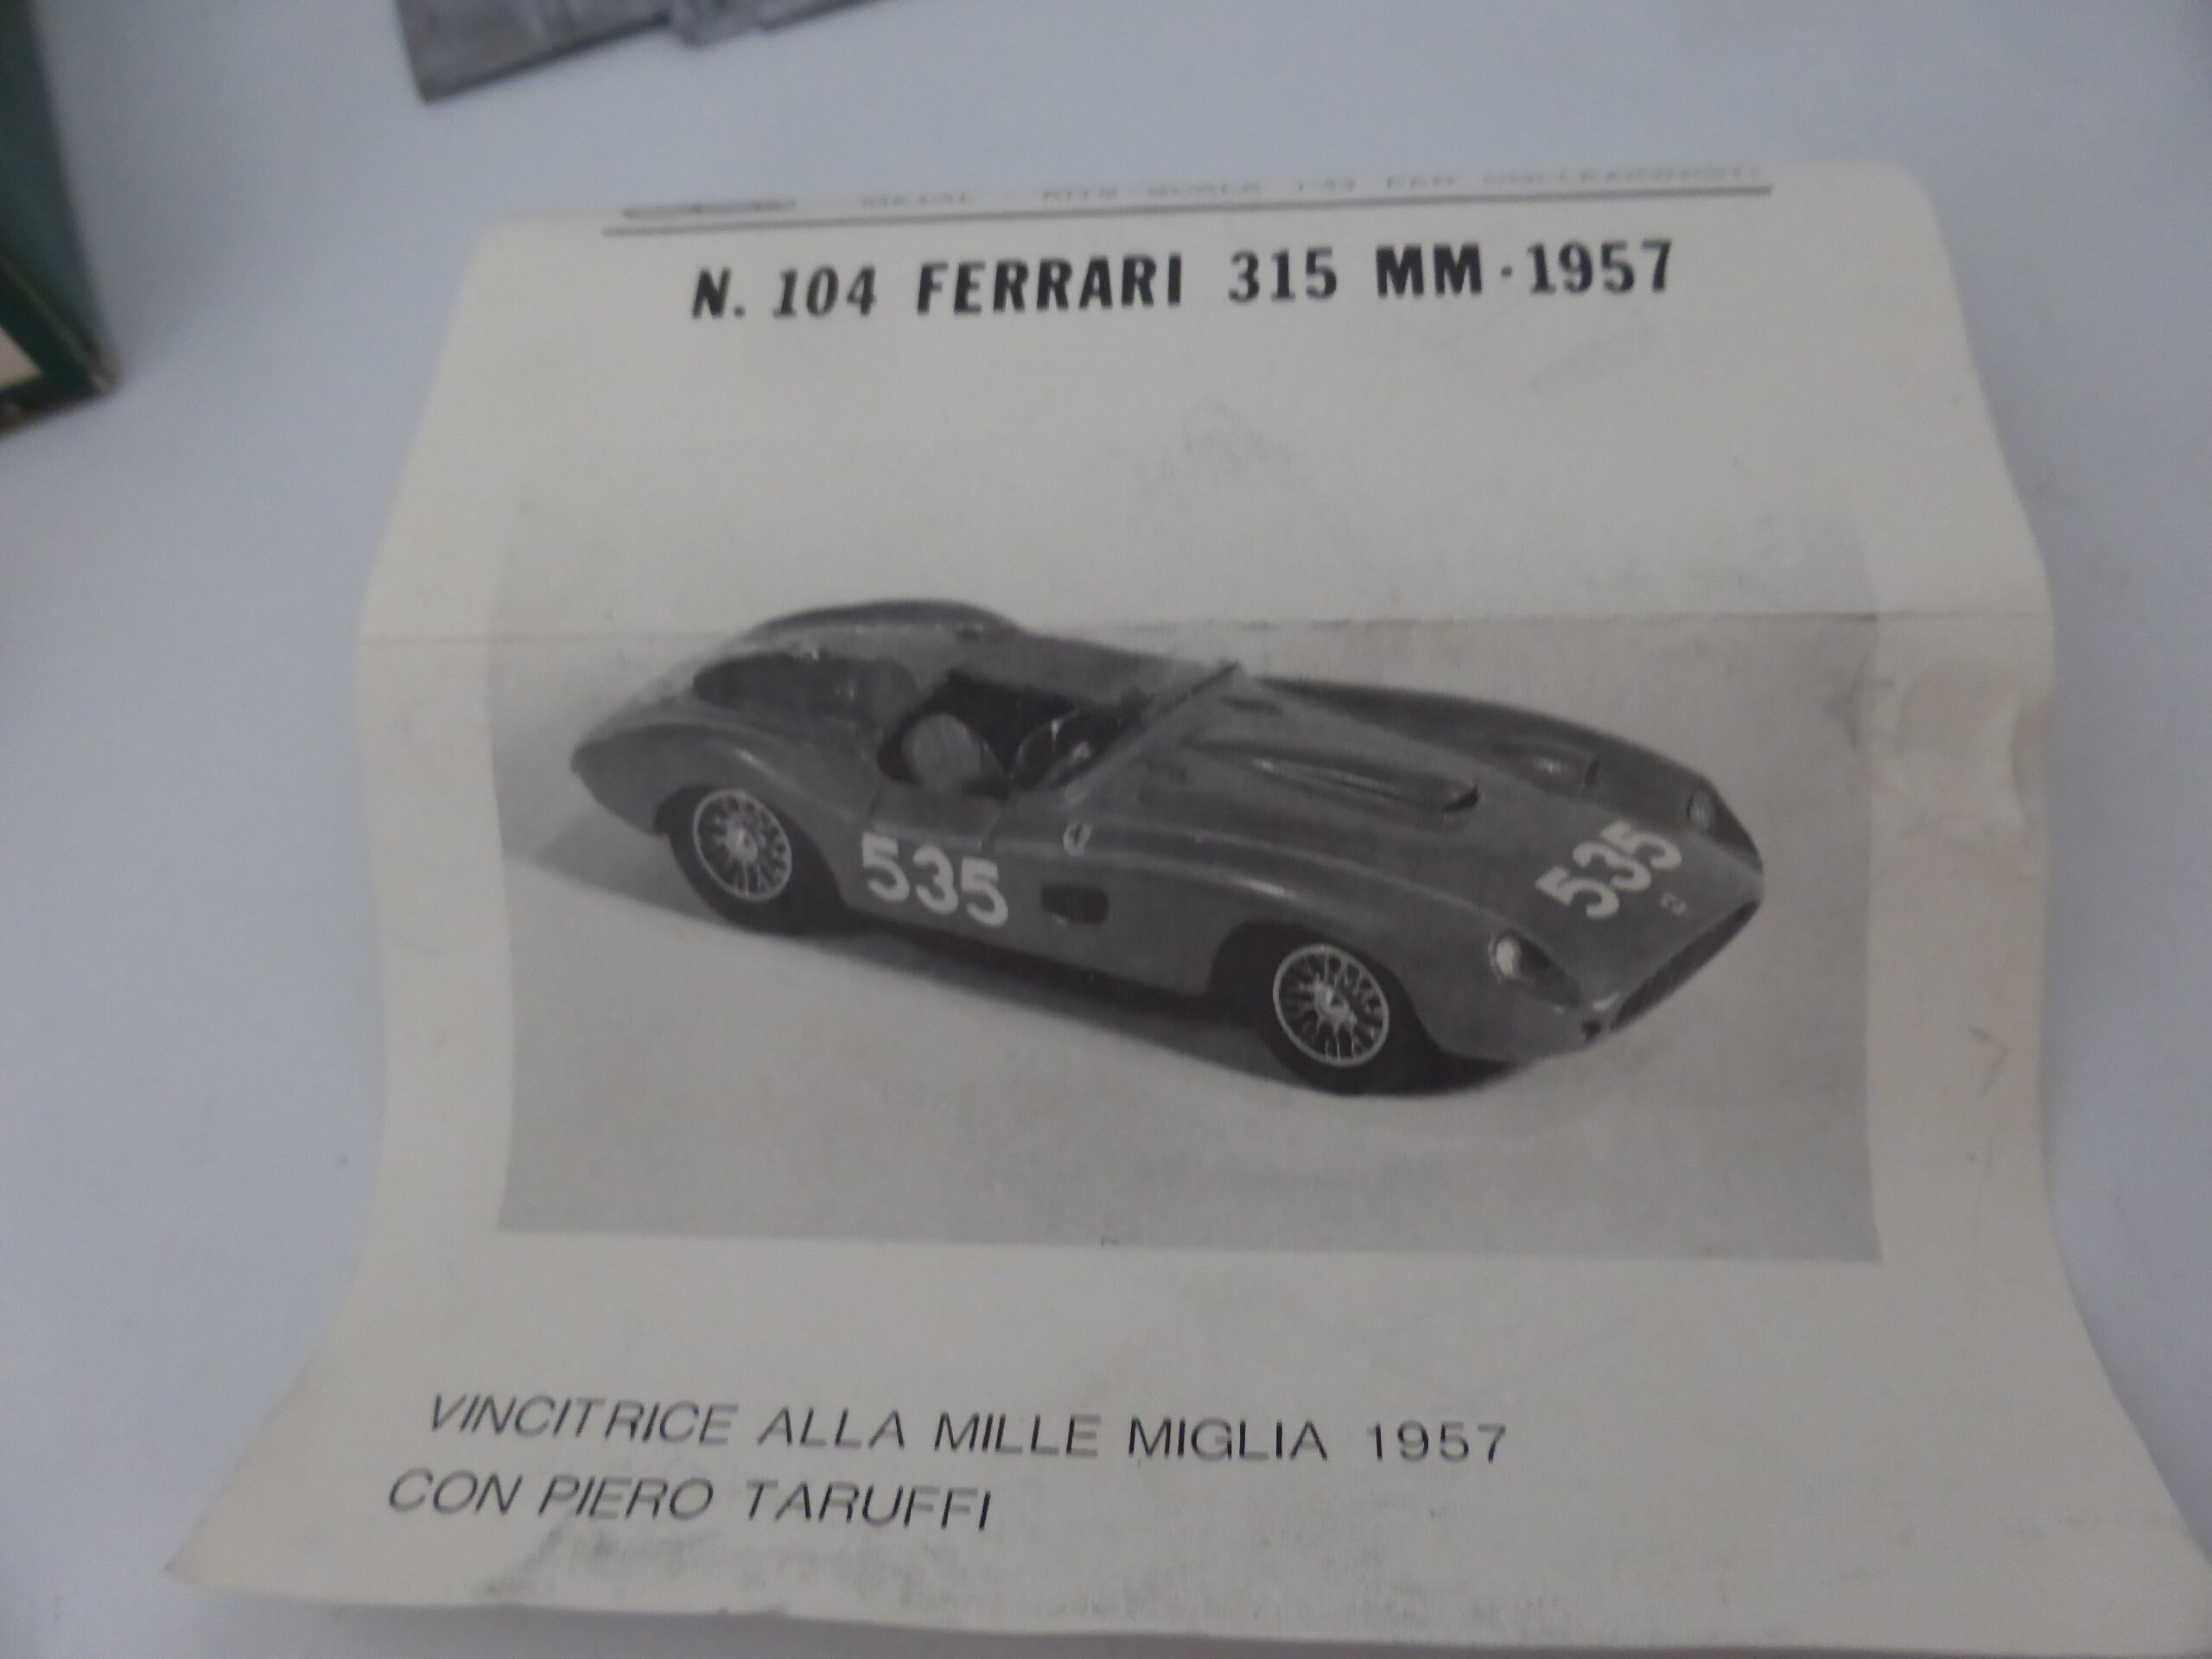 N. 104 FERRARI 315 MM · 1957
535
535
VINCITRICE ALLA MILLE MIGLIA 1957
CON PIERO TARUFFI